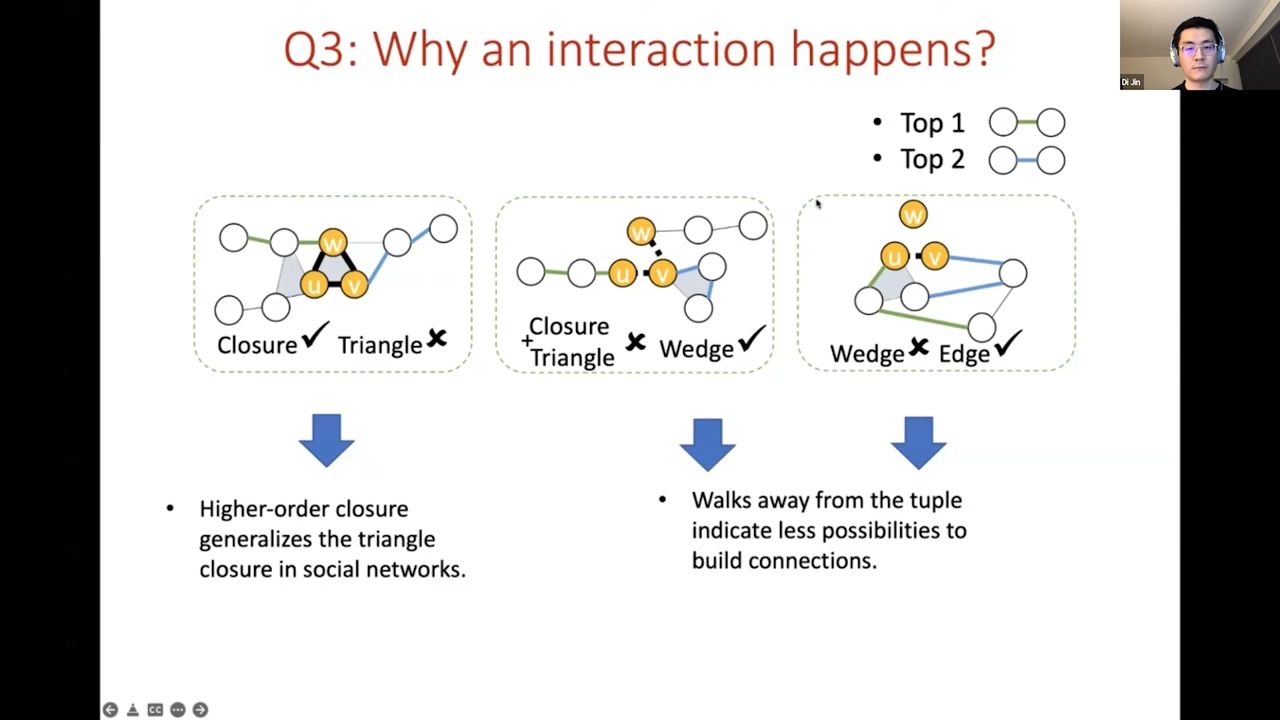 Q3: Why an interaction happens?
Di Jin
• Top 1
• Top 2
w
u
v
Closure✓ Triangle✘
w
u
v
Closure
+
Triangle
✘ Wedge✓
w
u
v
Wedge✘ Edge✓
• Higher-order closure
generalizes the triangle
closure in social networks.
• Walks away from the tuple
indicate less possibilities to
build connections.
CC